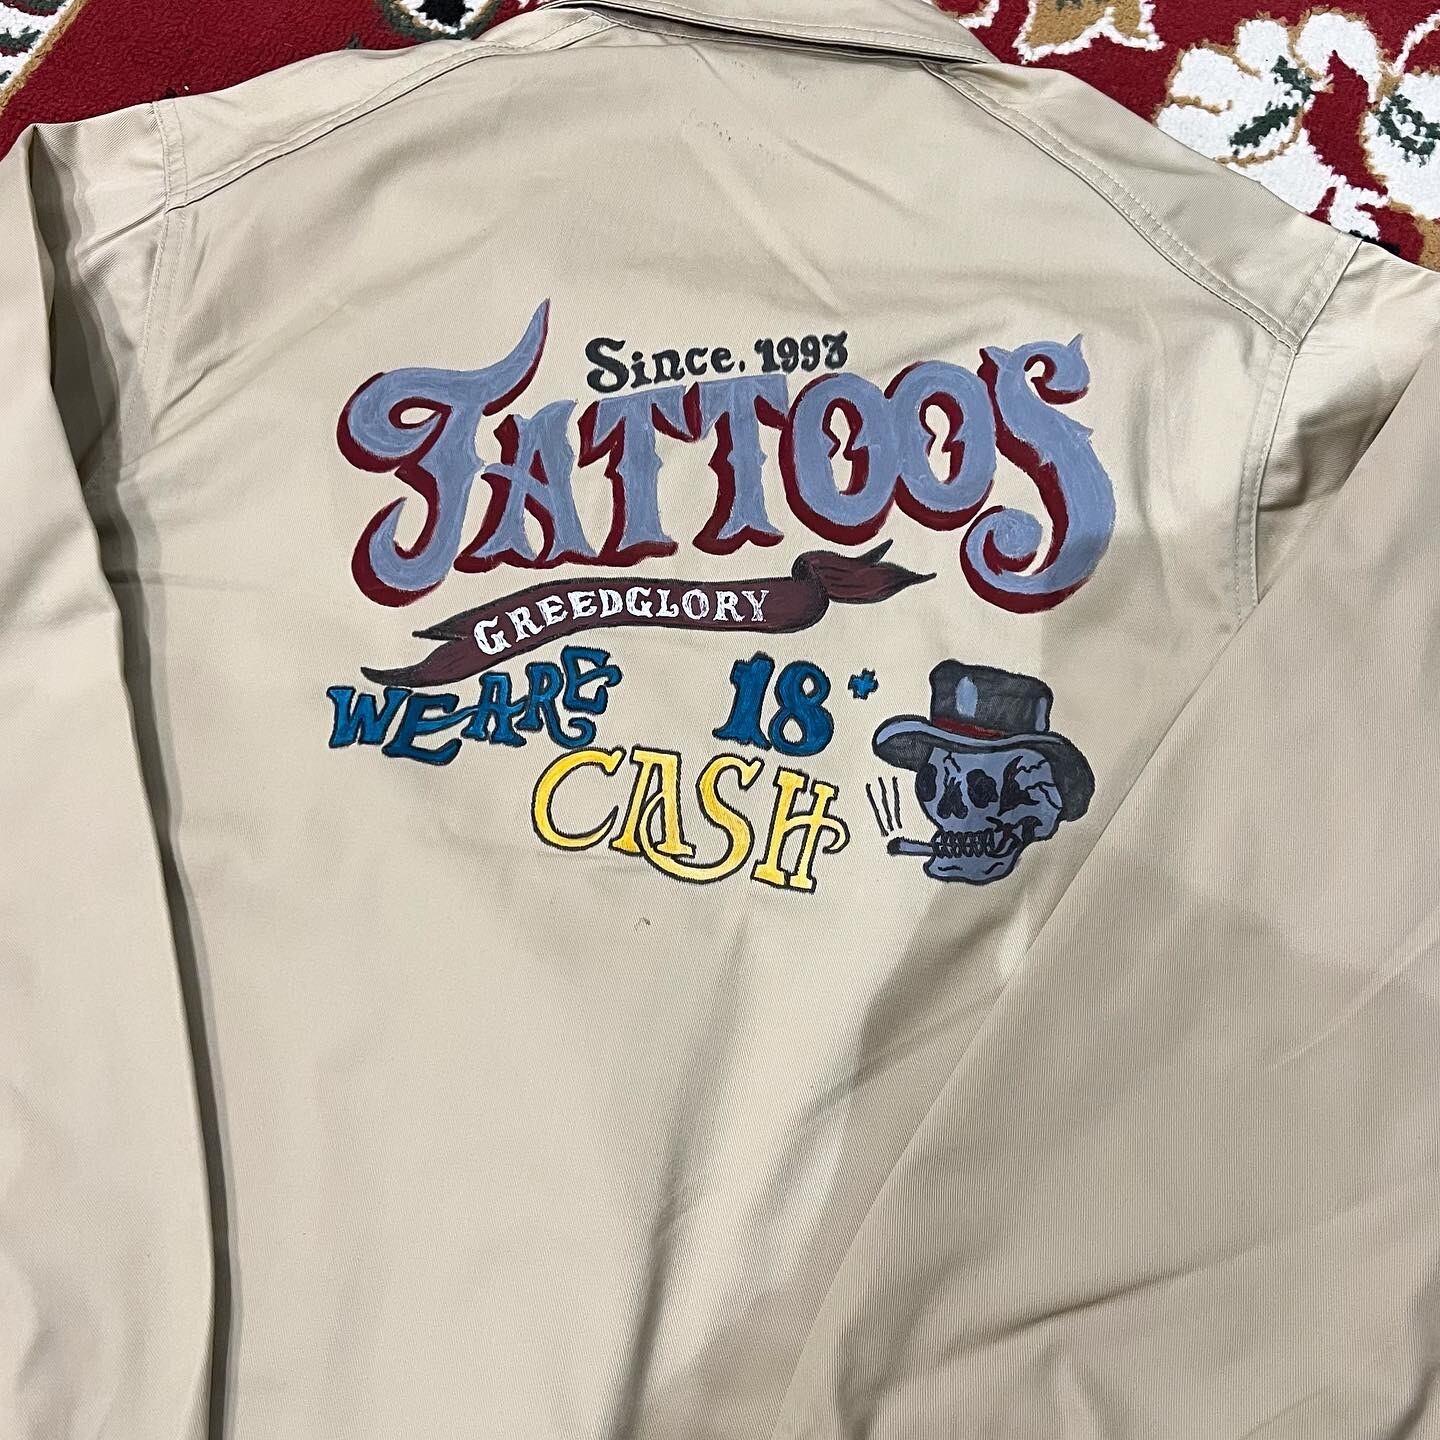 Since. 1993
TATTOOS
GREEDGLORY
WE ARE 18+
CASH